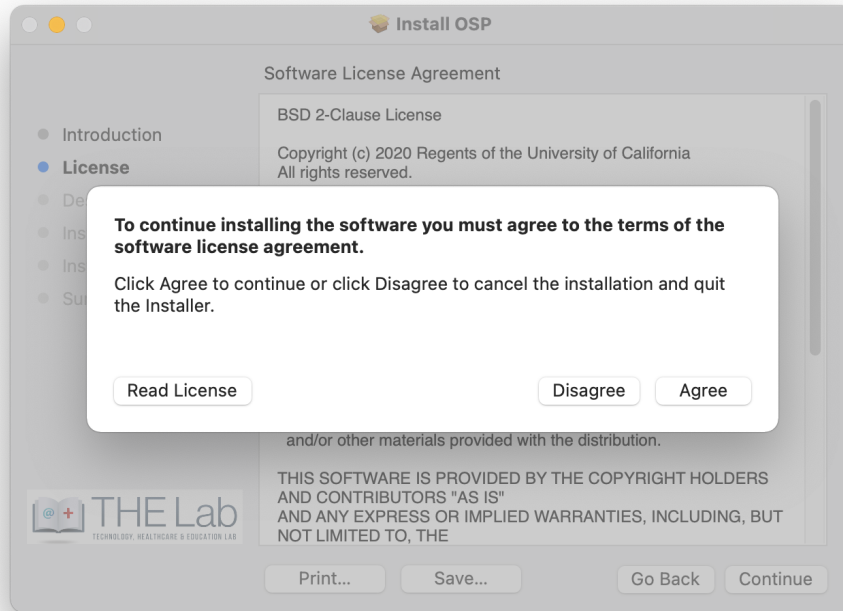 Install OSP
Software License Agreement
Introduction
License
De
Ins
Ins
Su
BSD 2-Clause License
Copyright (c) 2020 Regents of the University of California
All rights reserved.
To continue installing the software you must agree to the terms of the
software license agreement.
Click Agree to continue or click Disagree to cancel the installation and quit
the Installer.
Read License
Disagree
Agree
and/or other materials provided with the distribution.
THIS SOFTWARE IS PROVIDED BY THE COPYRIGHT HOLDERS
AND CONTRIBUTORS "AS IS"
AND ANY EXPRESS OR IMPLIED WARRANTIES, INCLUDING, BUT
NOT LIMITED TO, THE
@ +
THE Lab
TECHNOLOGY, HEALTHCARE & EDUCATION LAB
Print...
Save...
Go Back
Continue